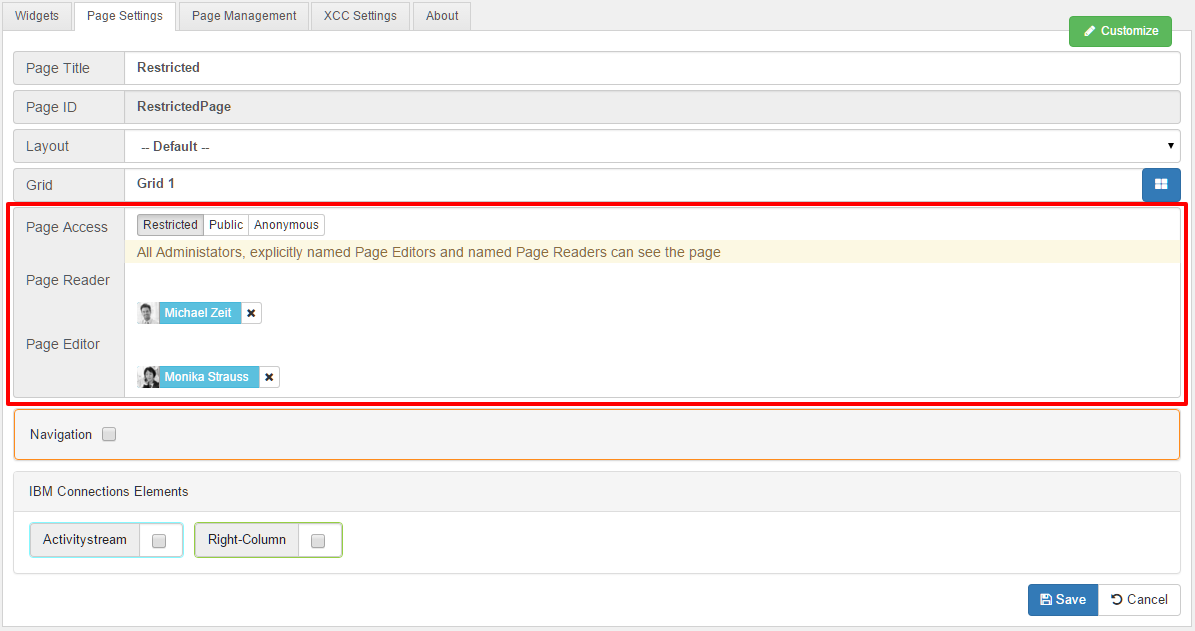 Widgets Page Settings Page Management XCC Settings About
Customize
Page Title Restricted
Page ID RestrictedPage
Layout -- Default --
Grid Grid 1
Page Access Restricted Public Anonymous
All Administators, explicitly named Page Editors and named Page Readers can see the page
Page Reader
Michael Zeit
Page Editor
Monika Strauss
Navigation
IBM Connections Elements
Activitystream Right-Column
Save Cancel